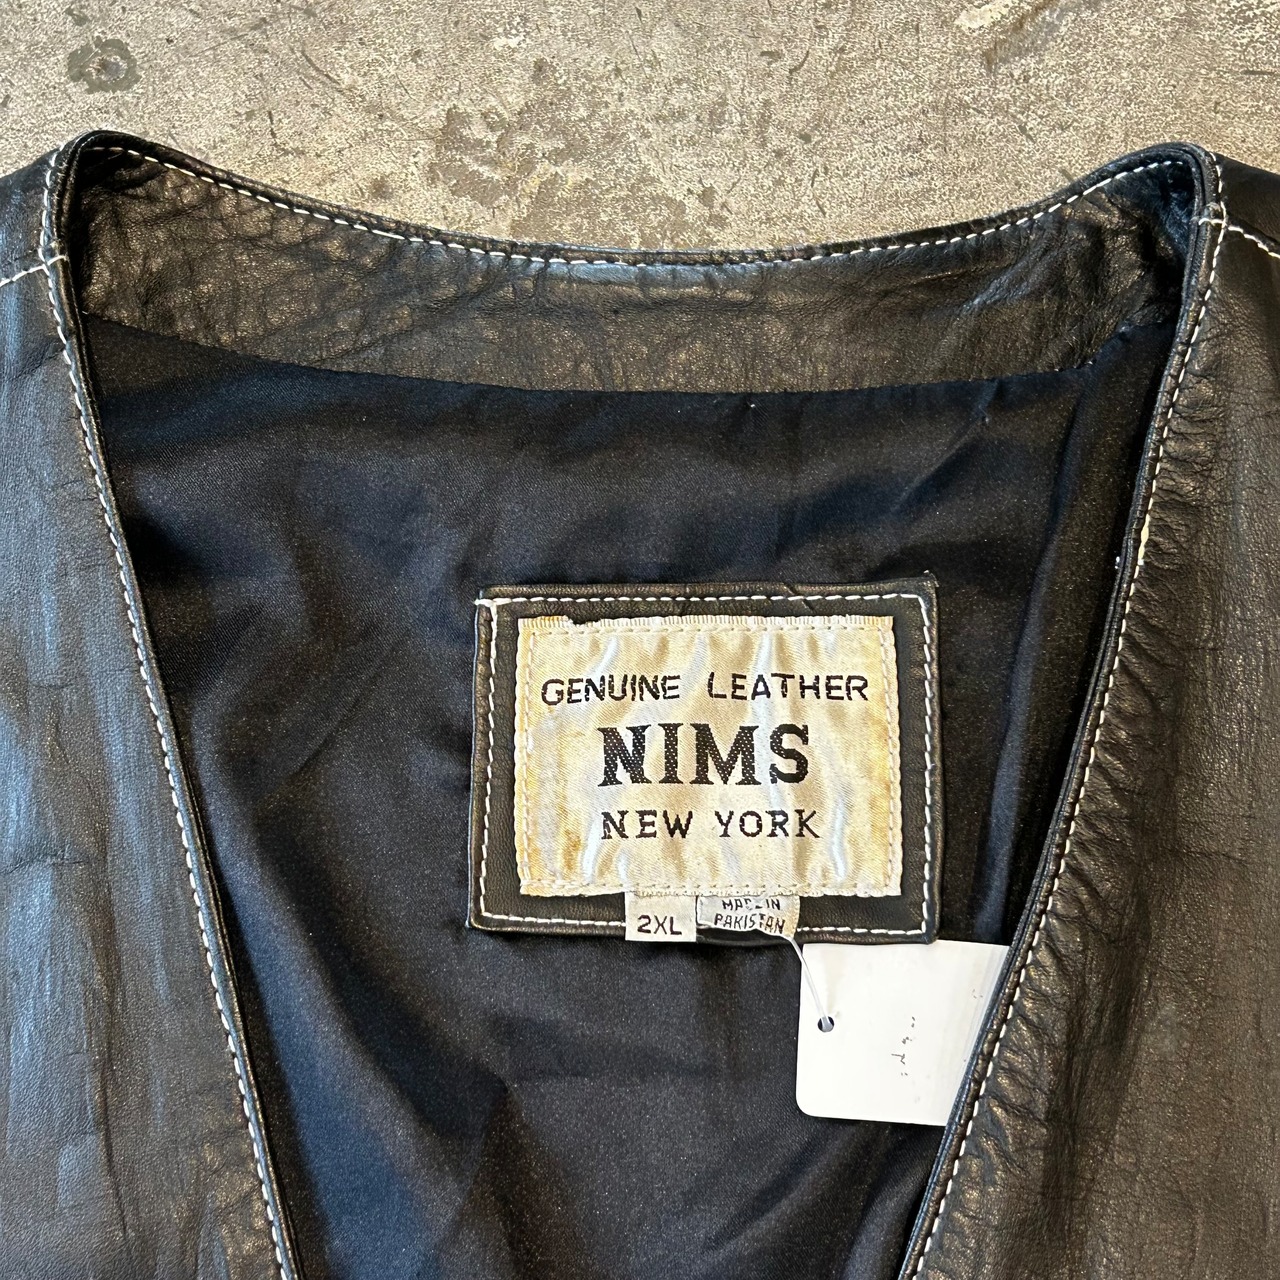 GENUINE LEATHER
NIMS
NEW YORK
2XL
MADE IN
PAKISTAN